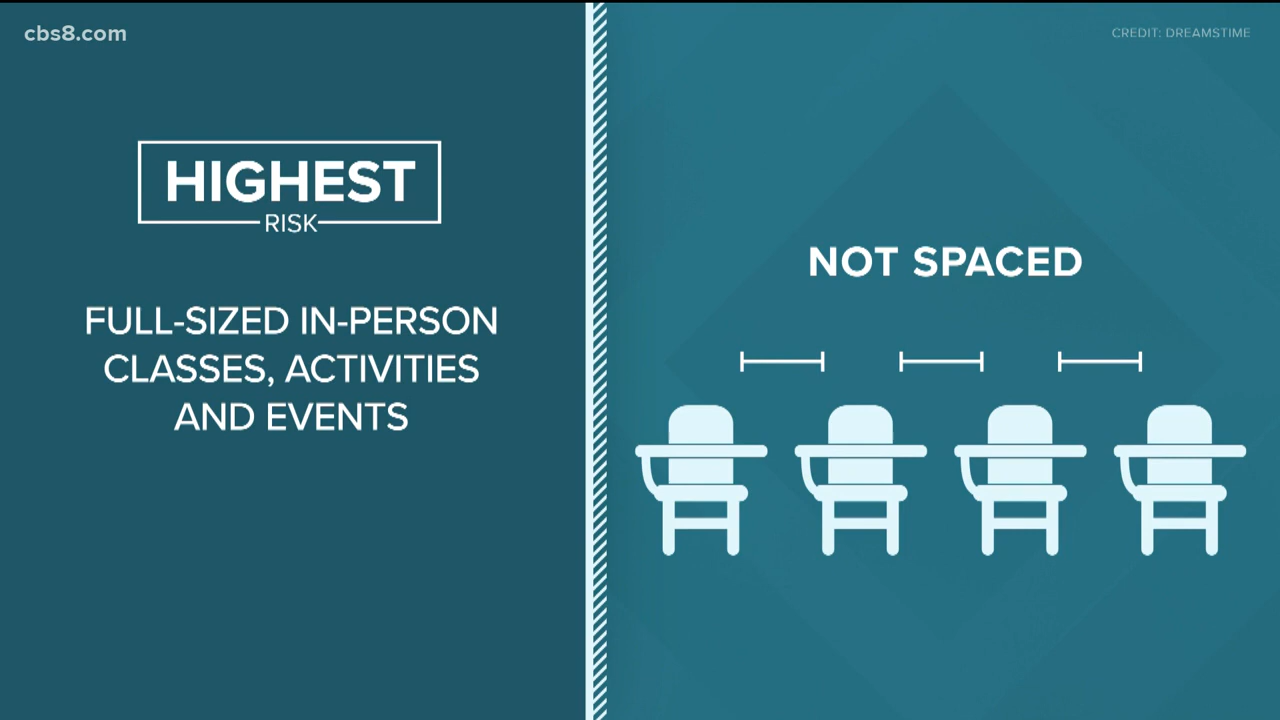 cbs8.com
CREDIT: DREAMSTIME
HIGHEST
RISK
FULL-SIZED IN-PERSON
CLASSES, ACTIVITIES
AND EVENTS
NOT SPACED